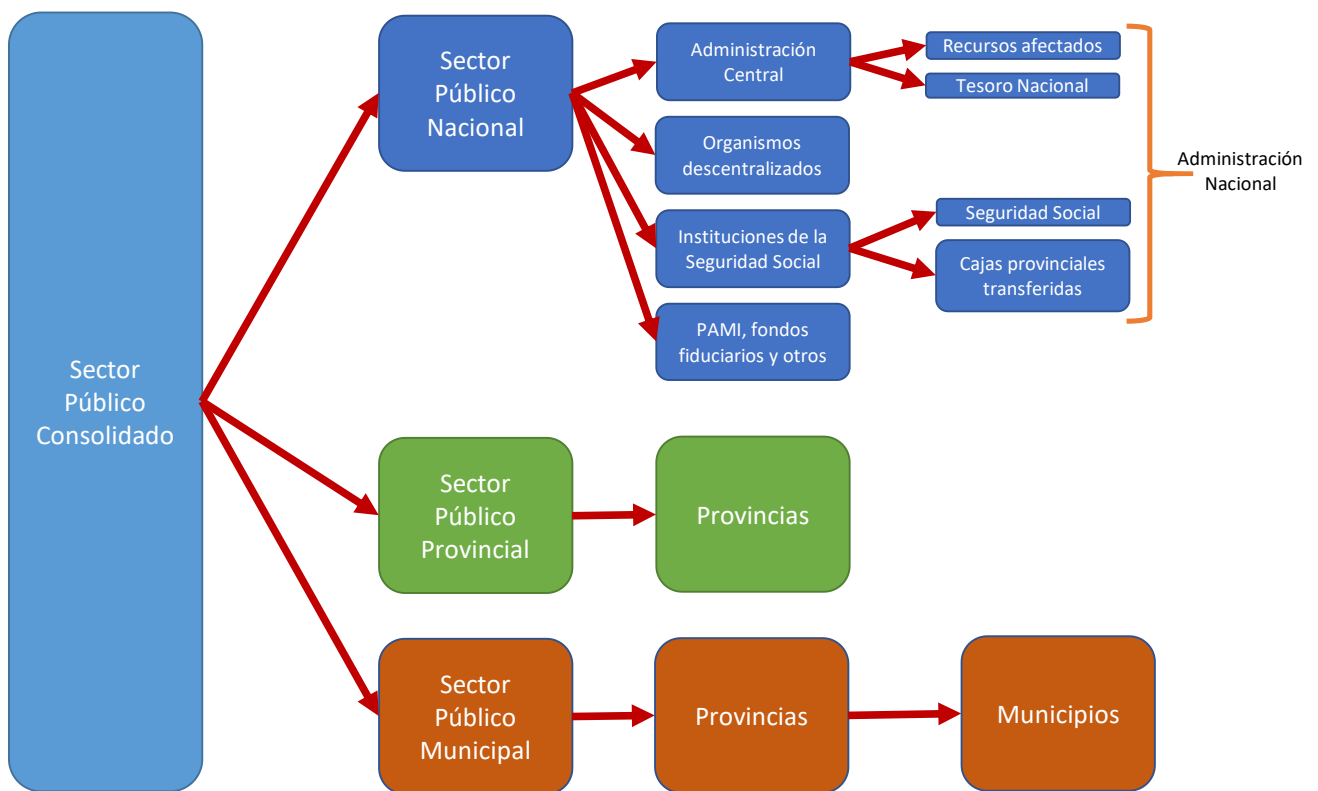 Sector
Público
Consolidado
Sector
Público
Nacional
Administración
Central
Recursos afectados
Tesoro Nacional
Organismos
descentralizados
Instituciones de la
Seguridad Social
Seguridad Social
Cajas provinciales
transferidas
PAMI, fondos
fiduciarios y otros
Administración
Nacional
Sector
Público
Provincial
Provincias
Sector
Público
Municipal
Provincias
Municipios